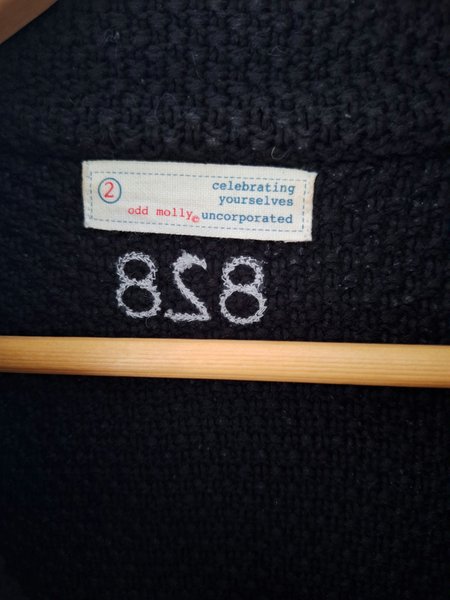 2
celebrating
yourselves
odd molly® uncorporated
828